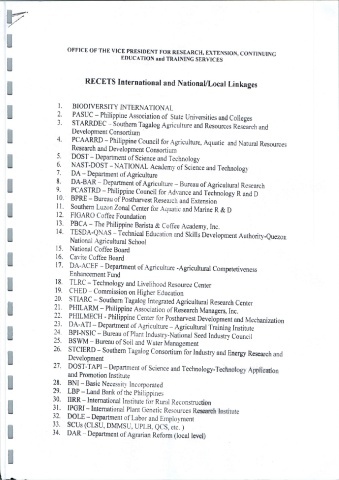 OFFICE OF THE VICE PRESIDENT FOR RESEARCH, EXTENSION, CONTINUING
EDUCATION and TRAINING SERVICES
RECETS International and National/Local Linkages
1. BIODIVERSITY INTERNATIONAL
2. PASUC – Philippine Association of State Universities and Colleges
3. STARRDEC – Southern Tagalog Agriculture and Resources Research and
Development Consortium
4. PCAARRD – Philippine Council for Agriculture, Aquatic and Natural Resources
Research and Development Consortium
5. DOST – Department of Science and Technology
6. NAST-DOST – NATIONAL Academy of Science and Technology
7. DA – Department of Agriculture
8. DA-BAR – Department of Agriculture – Bureau of Agricultural Research
9. PCASTRD – Philippine Council for Advance and Technology R and D
10. BPRE – Bureau of Postharvest Research and Extension
11. Southern Luzon Zonal Center for Aquatic and Marine R & D
12. FIGARO Coffee Foundation
13. PBCA – The Philippine Barista & Coffee Academy, Inc.
14. TESDA-QNAS – Technical Education and Skills Development Authority-Quezon
National Agricultural School
15. National Coffee Board
16. Cavite Coffee Board
17. DA-ACEF – Department of Agriculture -Agricultural Competetiveness
Enhancement Fund
18. TLRC – Technology and Livelihood Resource Center
19. CHED – Commission on Higher Education
20. STIARC – Southern Tagalog Integrated Agricultural Research Center
21. PHILARM – Philippine Association of Research Managers, Inc.
22. PHILMECH - Philippine Center for Postharvest Development and Mechanization
23. DA-ATI – Department of Agriculture – Agricultural Training Institute
24. BPI-NSIC – Bureau of Plant Industry-National Seed Industry Council
25. BSWM – Bureau of Soil and Water Management
26. STCIERD – Southern Tagalog Consortium for Industry and Energy Research and
Development
27. DOST-TAPI – Department of Science and Technology-Technology Application
and Promotion Institute
28. BNI – Basic Necessity Incorporated
29. LBP – Land Bank of the Philippines
30. IIRR – International Institute for Rural Reconstruction
31. IPGRI – International Plant Genetic Resources Research Institute
32. DOLE – Department of Labor and Employment
33. SCUs (CLSU, DMMSU, UPLB, QCS, etc. )
34. DAR – Department of Agrarian Reform (local level)